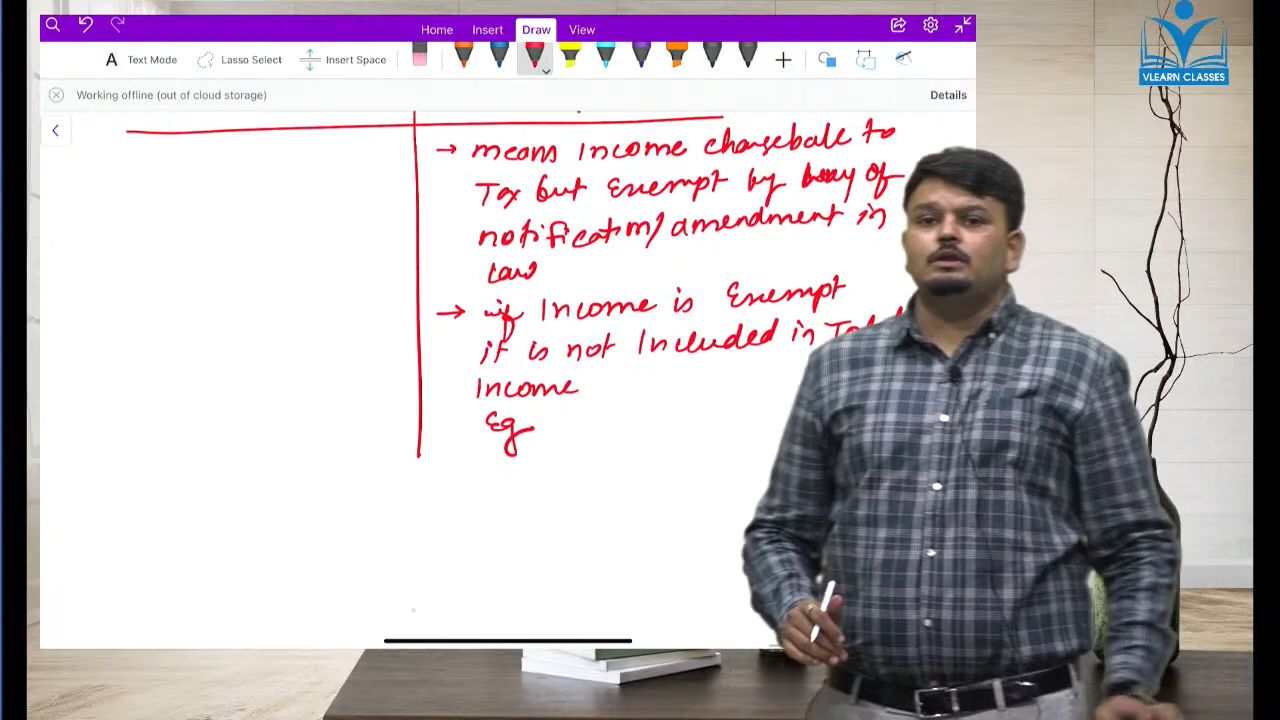 Home Insert Draw View
VLEARN CLASSES
A Text Mode Lasso Select Insert Space
Working offline (out of cloud storage) Details
→ means Income chargebale to
Tax but Exempt by way of
notification/amendment in
Law
→ if Income is Exempt
it is not Included in
Income
Eg